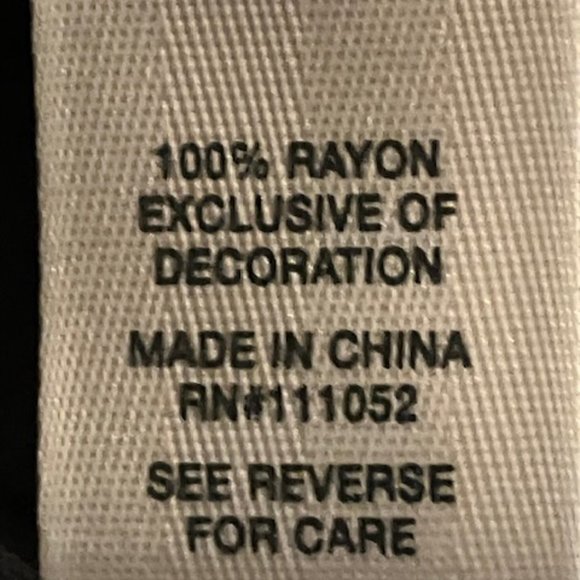 100% RAYON
EXCLUSIVE OF
DECORATION
MADE IN CHINA
RN#111052
SEE REVERSE
FOR CARE